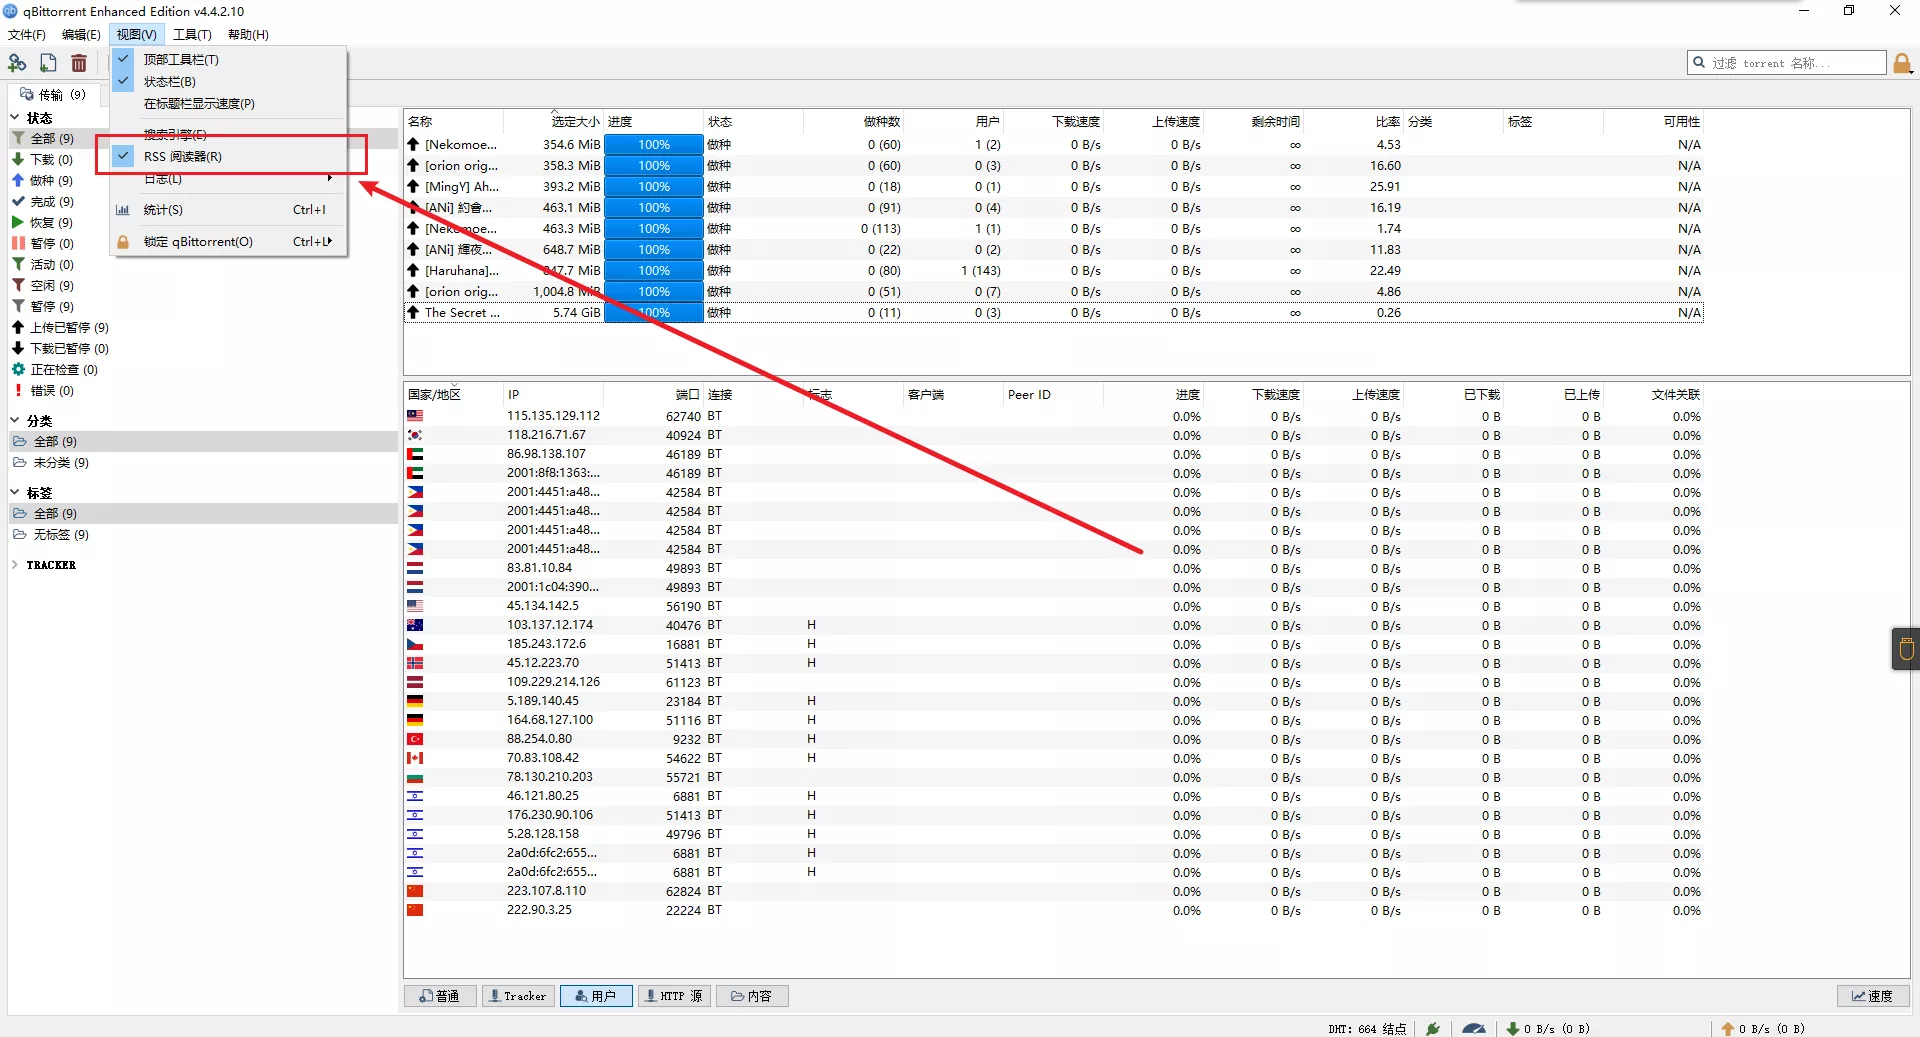 qBittorrent Enhanced Edition v4.4.2.10
文件(F) 编辑(E) 视图(V) 工具(T) 帮助(H)
顶部工具栏(T)
状态栏(B)
在标题栏显示速度(P)
搜索引擎(E)
RSS 阅读器(R)
日志(L)
统计(S) Ctrl+I
锁定 qBittorrent(O) Ctrl+L
过滤 torrent 名称...
传输 (9)
状态
全部 (9)
下载 (0)
做种 (9)
完成 (9)
恢复 (9)
暂停 (0)
活动 (0)
空闲 (9)
暂停 (9)
上传已暂停 (9)
下载已暂停 (0)
正在检查 (0)
错误 (0)
分类
全部 (9)
未分类 (9)
标签
全部 (9)
无标签 (9)
TRACKER
名称 选定大小 进度 状态 做种数 用户 下载速度 上传速度 剩余时间 比率 分类 标签 可用性
[Nekomoe... 354.6 MiB 100% 做种 0 (60) 1 (2) 0 B/s 0 B/s ∞ 4.53 N/A
[orion orig... 358.3 MiB 100% 做种 0 (60) 0 (3) 0 B/s 0 B/s ∞ 16.60 N/A
[MingY] Ah... 393.2 MiB 100% 做种 0 (18) 0 (1) 0 B/s 0 B/s ∞ 25.91 N/A
[ANi] 約會... 463.1 MiB 100% 做种 0 (91) 0 (4) 0 B/s 0 B/s ∞ 16.19 N/A
[Nekomoe... 463.3 MiB 100% 做种 0 (113) 1 (1) 0 B/s 0 B/s ∞ 1.74 N/A
[ANi] 輝夜... 648.7 MiB 100% 做种 0 (22) 0 (2) 0 B/s 0 B/s ∞ 11.83 N/A
[Haruhana]... 847.7 MiB 100% 做种 0 (80) 1 (143) 0 B/s 0 B/s ∞ 22.49 N/A
[orion orig... 1,004.8 MiB 100% 做种 0 (51) 0 (7) 0 B/s 0 B/s ∞ 4.86 N/A
The Secret ... 5.74 GiB 100% 做种 0 (11) 0 (3) 0 B/s 0 B/s ∞ 0.26 N/A
国家/地区 IP 端口 连接 标志 客户端 Peer ID 进度 下载速度 上传速度 已下载 已上传 文件关联
115.135.129.112 62740 BT 0.0% 0 B/s 0 B/s 0 B 0 B 0.0%
118.216.71.67 40924 BT 0.0% 0 B/s 0 B/s 0 B 0 B 0.0%
86.98.138.107 46189 BT 0.0% 0 B/s 0 B/s 0 B 0 B 0.0%
2001:8f8:1363:... 46189 BT 0.0% 0 B/s 0 B/s 0 B 0 B 0.0%
2001:4451:a48... 42584 BT 0.0% 0 B/s 0 B/s 0 B 0 B 0.0%
2001:4451:a48... 42584 BT 0.0% 0 B/s 0 B/s 0 B 0 B 0.0%
2001:4451:a48... 42584 BT 0.0% 0 B/s 0 B/s 0 B 0 B 0.0%
2001:4451:a48... 42584 BT 0.0% 0 B/s 0 B/s 0 B 0 B 0.0%
83.81.10.84 49893 BT 0.0% 0 B/s 0 B/s 0 B 0 B 0.0%
2001:1c04:390... 49893 BT 0.0% 0 B/s 0 B/s 0 B 0 B 0.0%
45.134.142.5 56190 BT 0.0% 0 B/s 0 B/s 0 B 0 B 0.0%
103.137.12.174 40476 BT H 0.0% 0 B/s 0 B/s 0 B 0 B 0.0%
185.243.172.6 16881 BT H 0.0% 0 B/s 0 B/s 0 B 0 B 0.0%
45.12.223.70 51413 BT H 0.0% 0 B/s 0 B/s 0 B 0 B 0.0%
109.229.214.126 61123 BT 0.0% 0 B/s 0 B/s 0 B 0 B 0.0%
5.189.140.45 23184 BT H 0.0% 0 B/s 0 B/s 0 B 0 B 0.0%
164.68.127.100 51116 BT H 0.0% 0 B/s 0 B/s 0 B 0 B 0.0%
88.254.0.80 9232 BT H 0.0% 0 B/s 0 B/s 0 B 0 B 0.0%
70.83.108.42 54622 BT H 0.0% 0 B/s 0 B/s 0 B 0 B 0.0%
78.130.210.203 55721 BT 0.0% 0 B/s 0 B/s 0 B 0 B 0.0%
46.121.80.25 6881 BT H 0.0% 0 B/s 0 B/s 0 B 0 B 0.0%
176.230.90.106 51413 BT H 0.0% 0 B/s 0 B/s 0 B 0 B 0.0%
5.28.128.158 49796 BT H 0.0% 0 B/s 0 B/s 0 B 0 B 0.0%
2a0d:6fc2:655... 6881 BT H 0.0% 0 B/s 0 B/s 0 B 0 B 0.0%
2a0d:6fc2:655... 6881 BT H 0.0% 0 B/s 0 B/s 0 B 0 B 0.0%
223.107.8.110 62824 BT 0.0% 0 B/s 0 B/s 0 B 0 B 0.0%
222.90.3.25 22224 BT 0.0% 0 B/s 0 B/s 0 B 0 B 0.0%
普通 Tracker 用户 HTTP 源 内容 速度
DHT: 664 结点 0 B/s (0 B) 0 B/s (0 B)